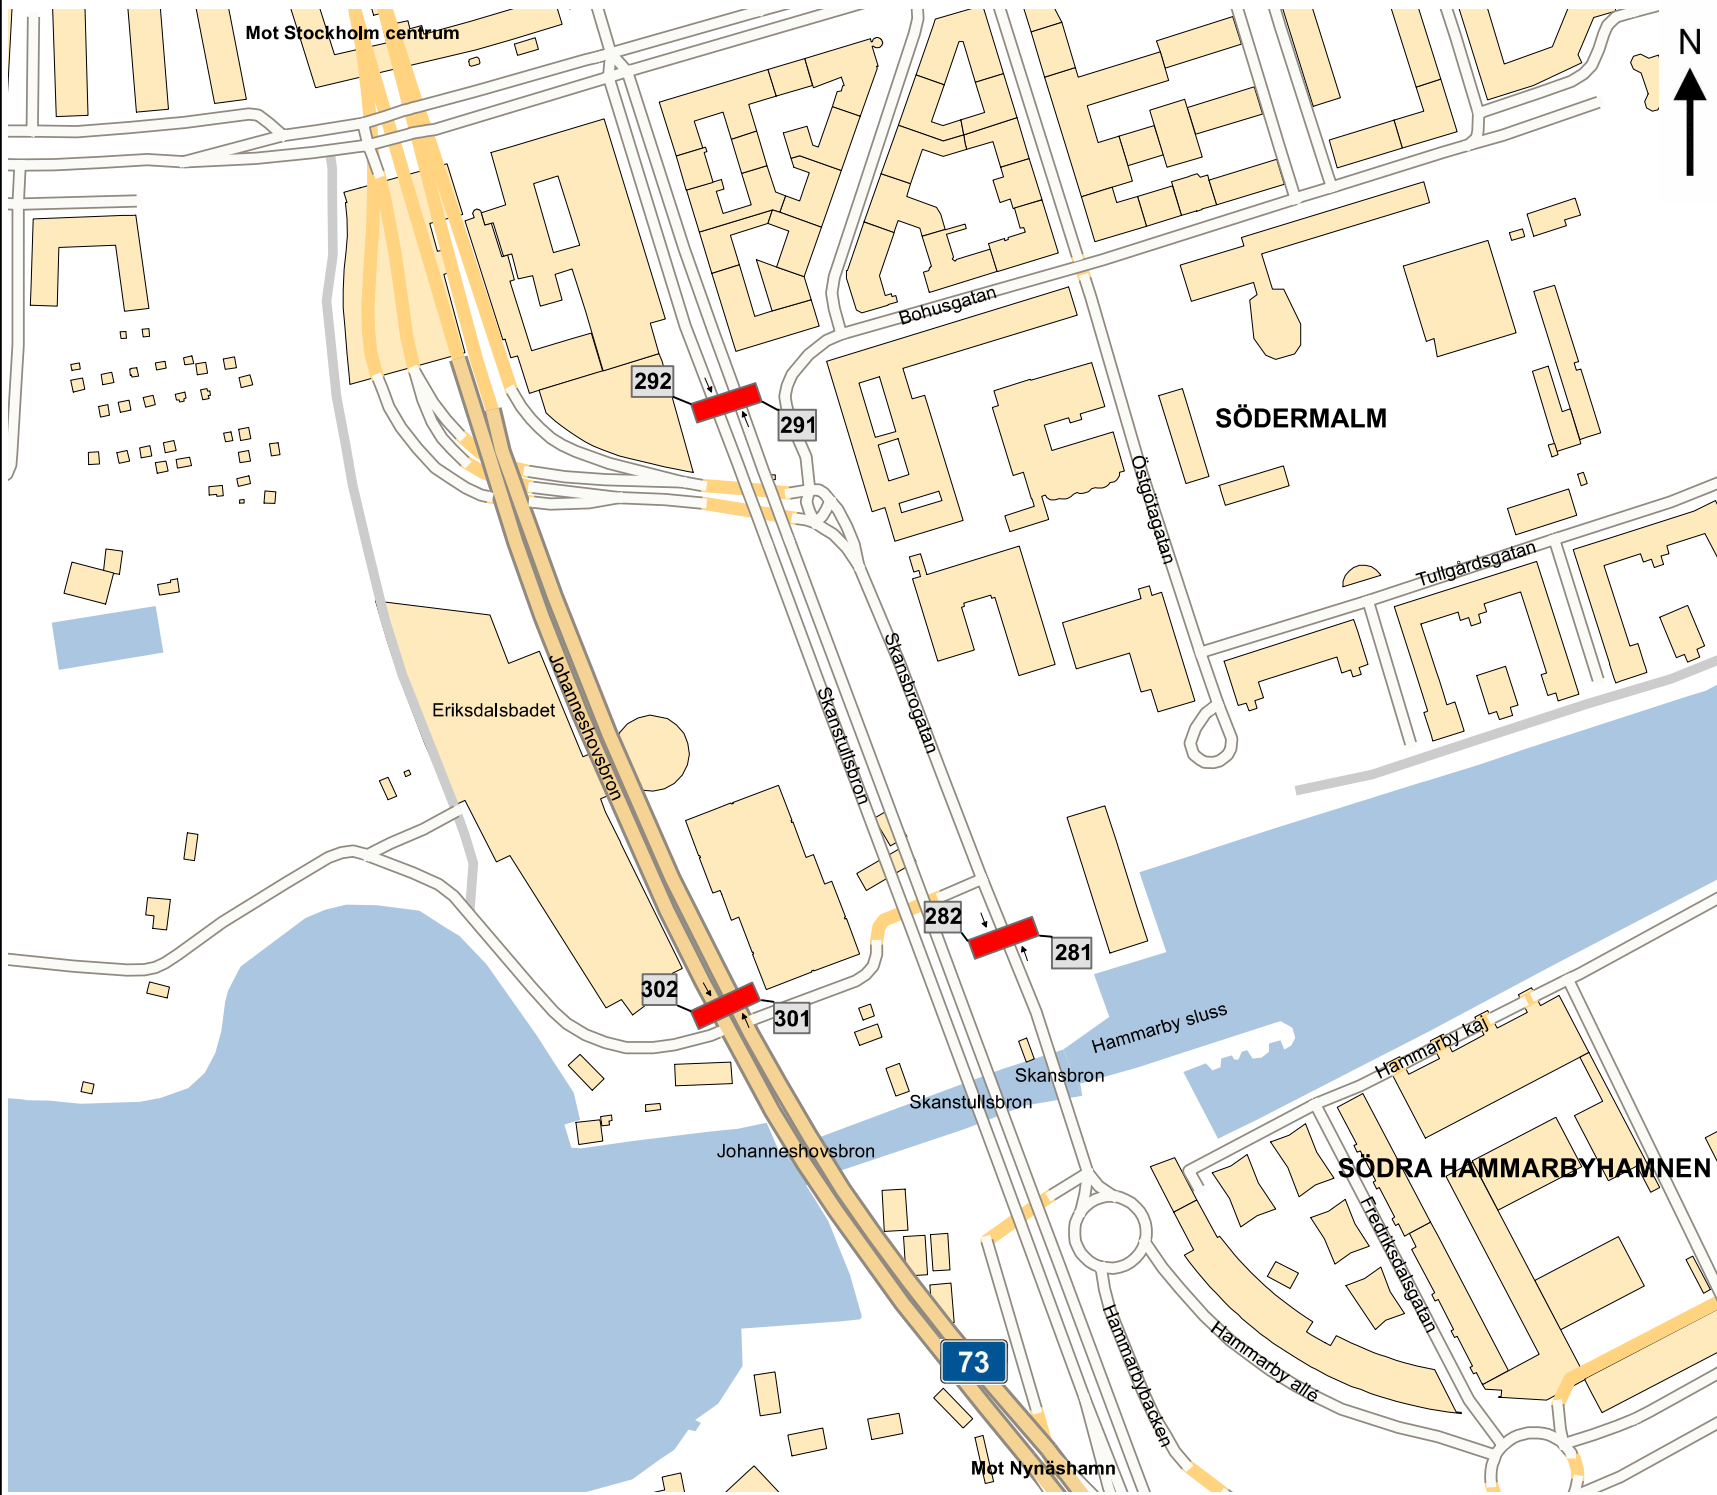 Mot Stockholm centrum
N
Bohusgatan
292
291
SÖDERMALM
Östgötagatan
Tullgårdsgatan
Skansbrogatan
Johanneshovsbron
Skanstullsbron
Eriksdalsbadet
282
281
302
301
Hammarby sluss
Hammarby kaj
Skansbron
Skanstullsbron
Johanneshovsbron
SÖDRA HAMMARBYHAMNEN
Fredriksdalsgatan
Hammarbybacken
Hammarby allé
73
Mot Nynäshamn